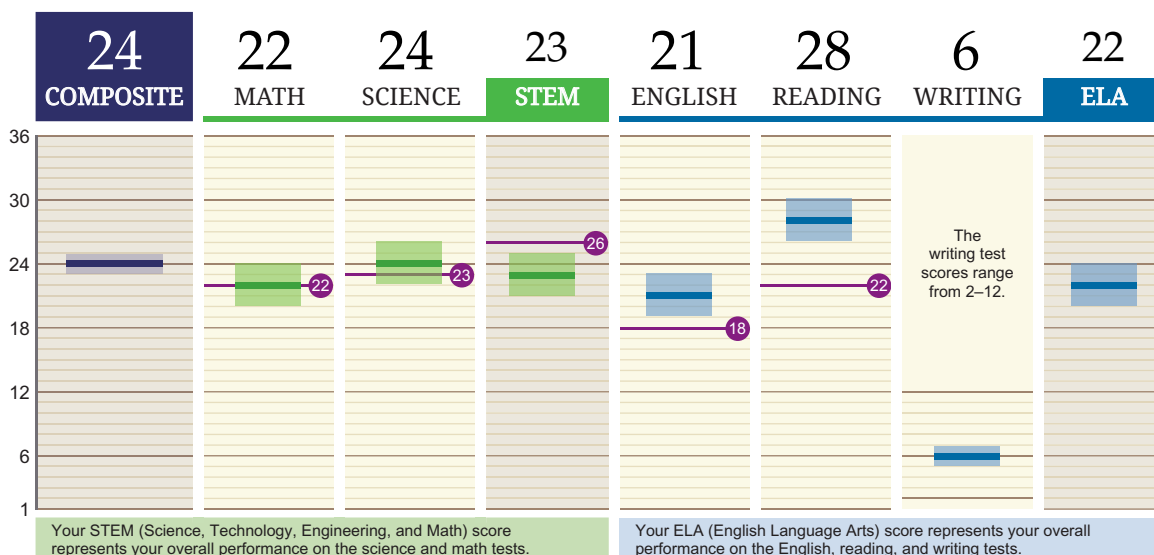 24 22 24 23 21 28 6 22
COMPOSITE MATH SCIENCE STEM ENGLISH READING WRITING ELA
36
30
24
18
12
6
1
22
23
26
18
22
The
writing test
scores range
from 2–12.
Your STEM (Science, Technology, Engineering, and Math) score
represents your overall performance on the science and math tests.
Your ELA (English Language Arts) score represents your overall
performance on the English, reading, and writing tests.